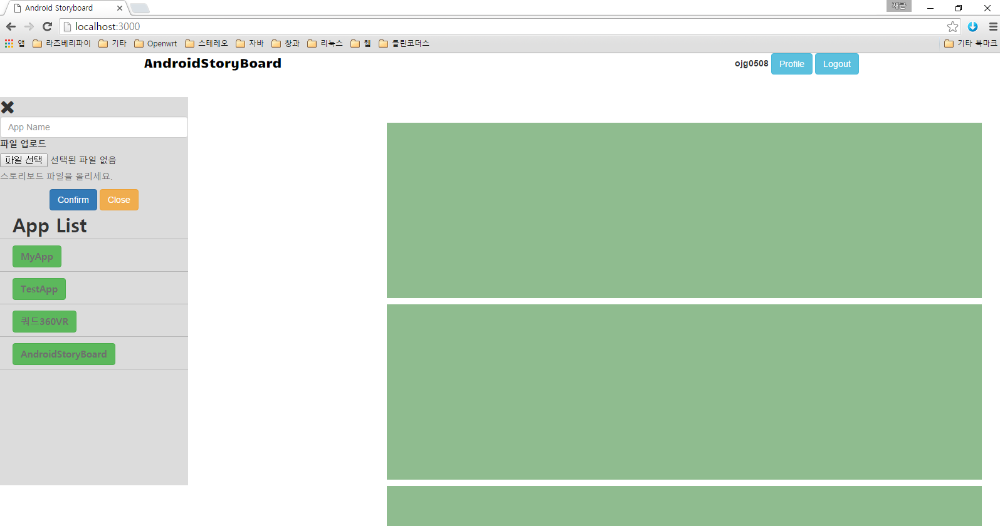 Android Storyboard
재근
localhost:3000
앱 라즈베리파이 기타 Openwrt 스테레오 자바 창과 리눅스 웹 클린코더스 기타 북마크
AndroidStoryBoard
ojg0508 Profile Logout
App Name
파일 업로드
파일 선택 선택된 파일 없음
스토리보드 파일을 올리세요.
Confirm Close
App List
MyApp
TestApp
쿼드360VR
AndroidStoryBoard